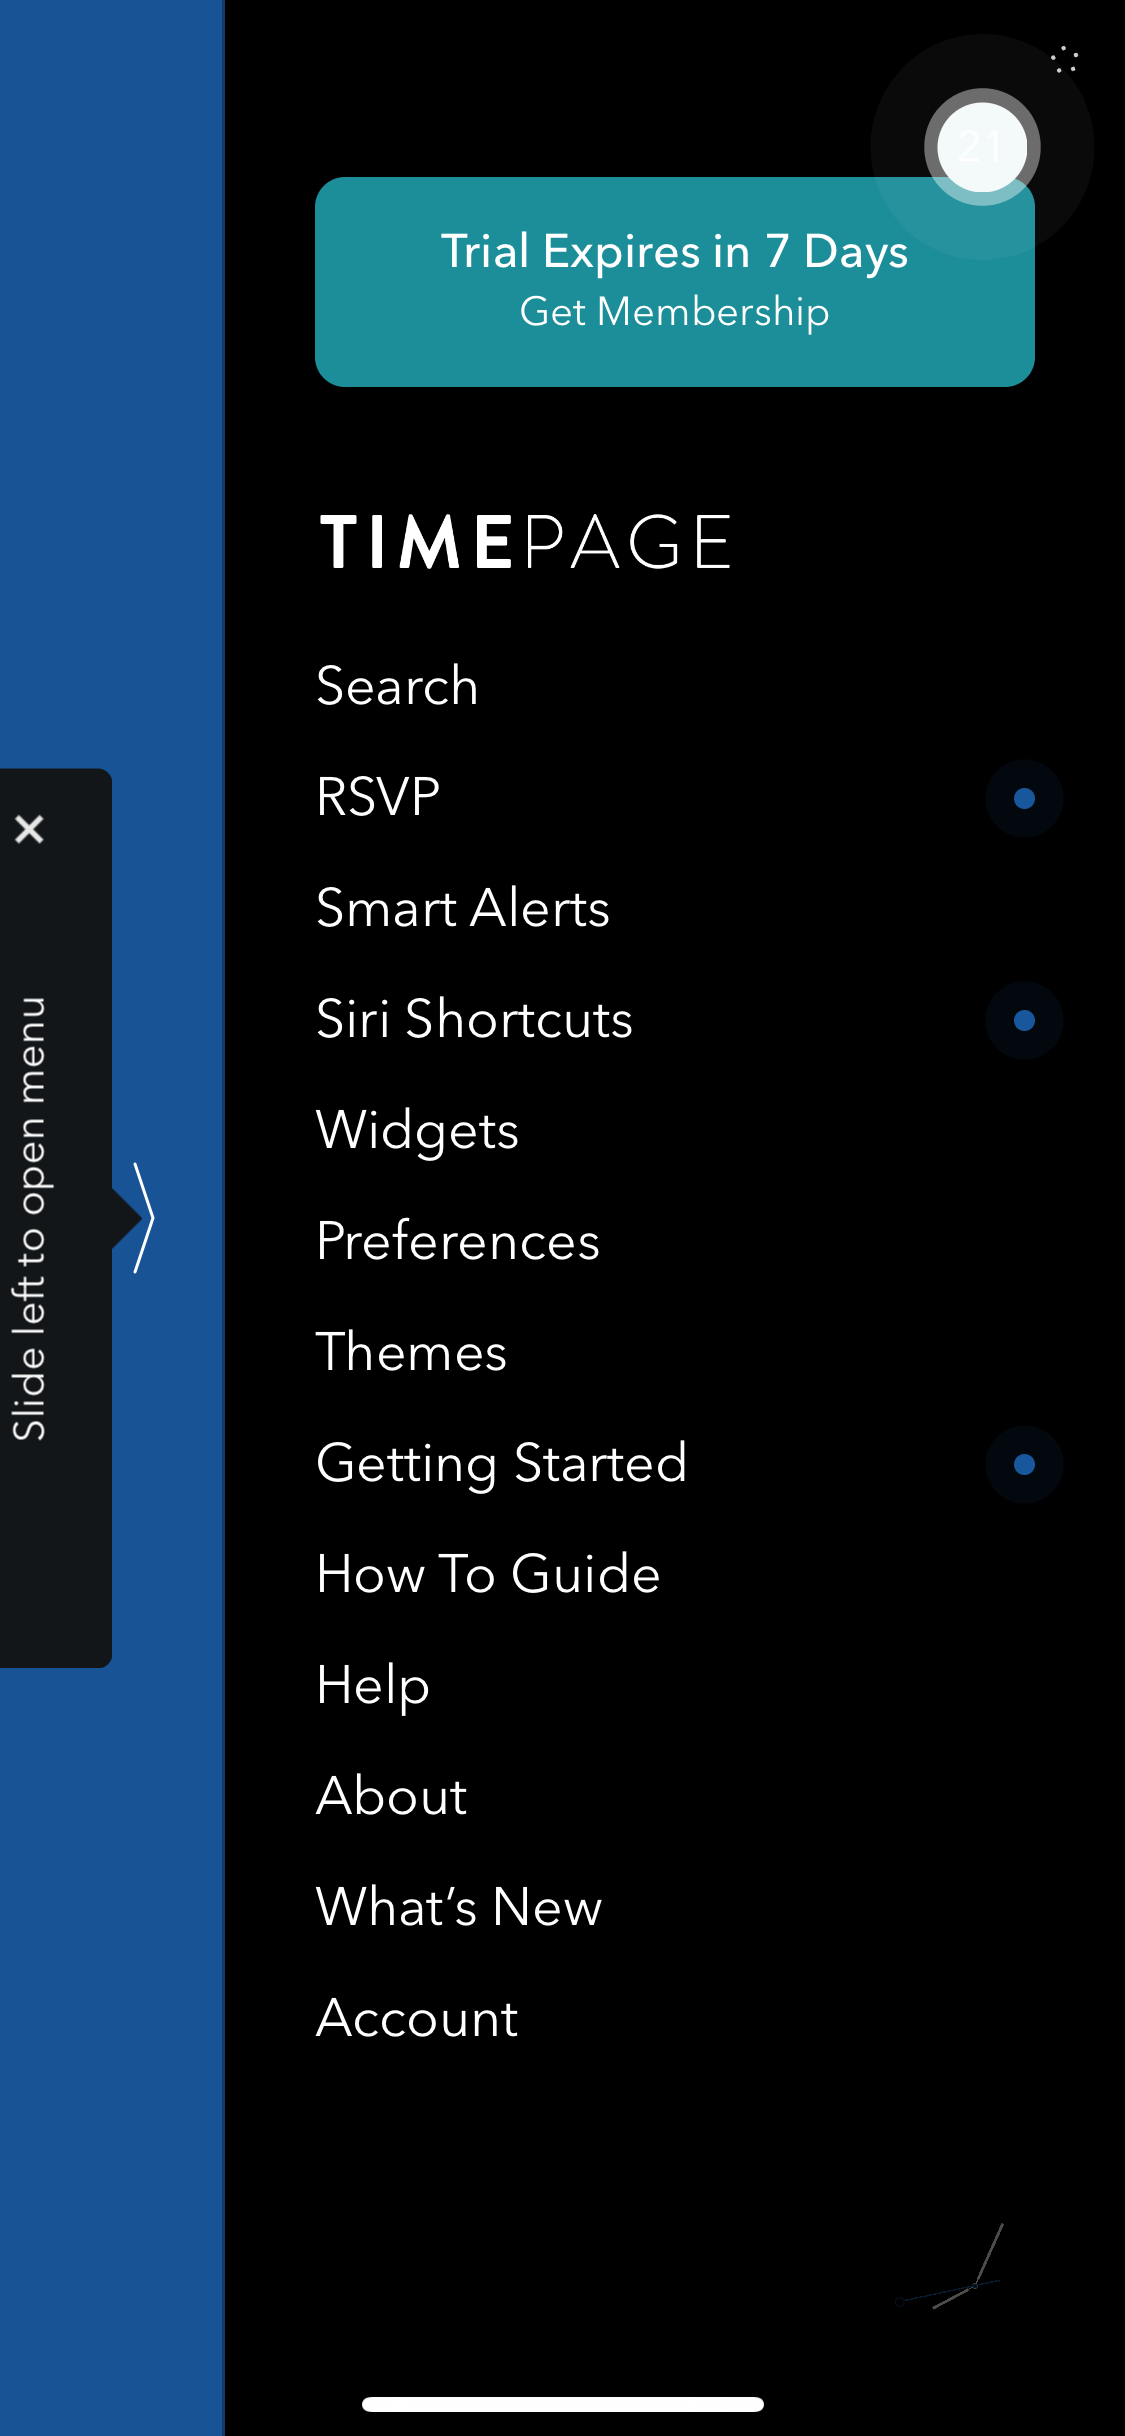 21
Trial Expires in 7 Days
Get Membership
TIMEPAGE
Search
RSVP
Smart Alerts
Siri Shortcuts
Widgets
Preferences
Themes
Getting Started
How To Guide
Help
About
What’s New
Account
Slide left to open menu